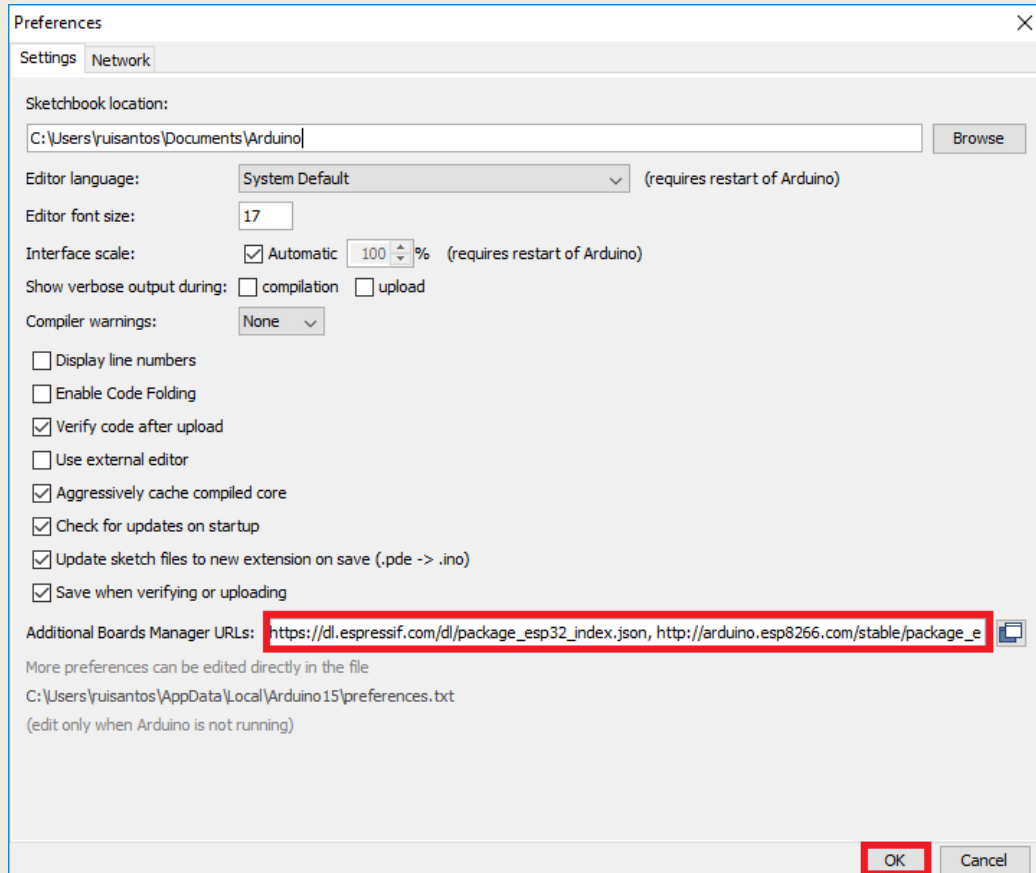 Preferences
Settings Network
Sketchbook location:
C:\Users\ruisantos\Documents\Arduino Browse
Editor language: System Default (requires restart of Arduino)
Editor font size: 17
Interface scale: Automatic 100 % (requires restart of Arduino)
Show verbose output during: compilation upload
Compiler warnings: None
Display line numbers
Enable Code Folding
Verify code after upload
Use external editor
Aggressively cache compiled core
Check for updates on startup
Update sketch files to new extension on save (.pde -> .ino)
Save when verifying or uploading
Additional Boards Manager URLs: https://dl.espressif.com/dl/package_esp32_index.json, http://arduino.esp8266.com/stable/package_e
More preferences can be edited directly in the file
C:\Users\ruisantos\AppData\Local\Arduino15\preferences.txt
(edit only when Arduino is not running)
OK Cancel